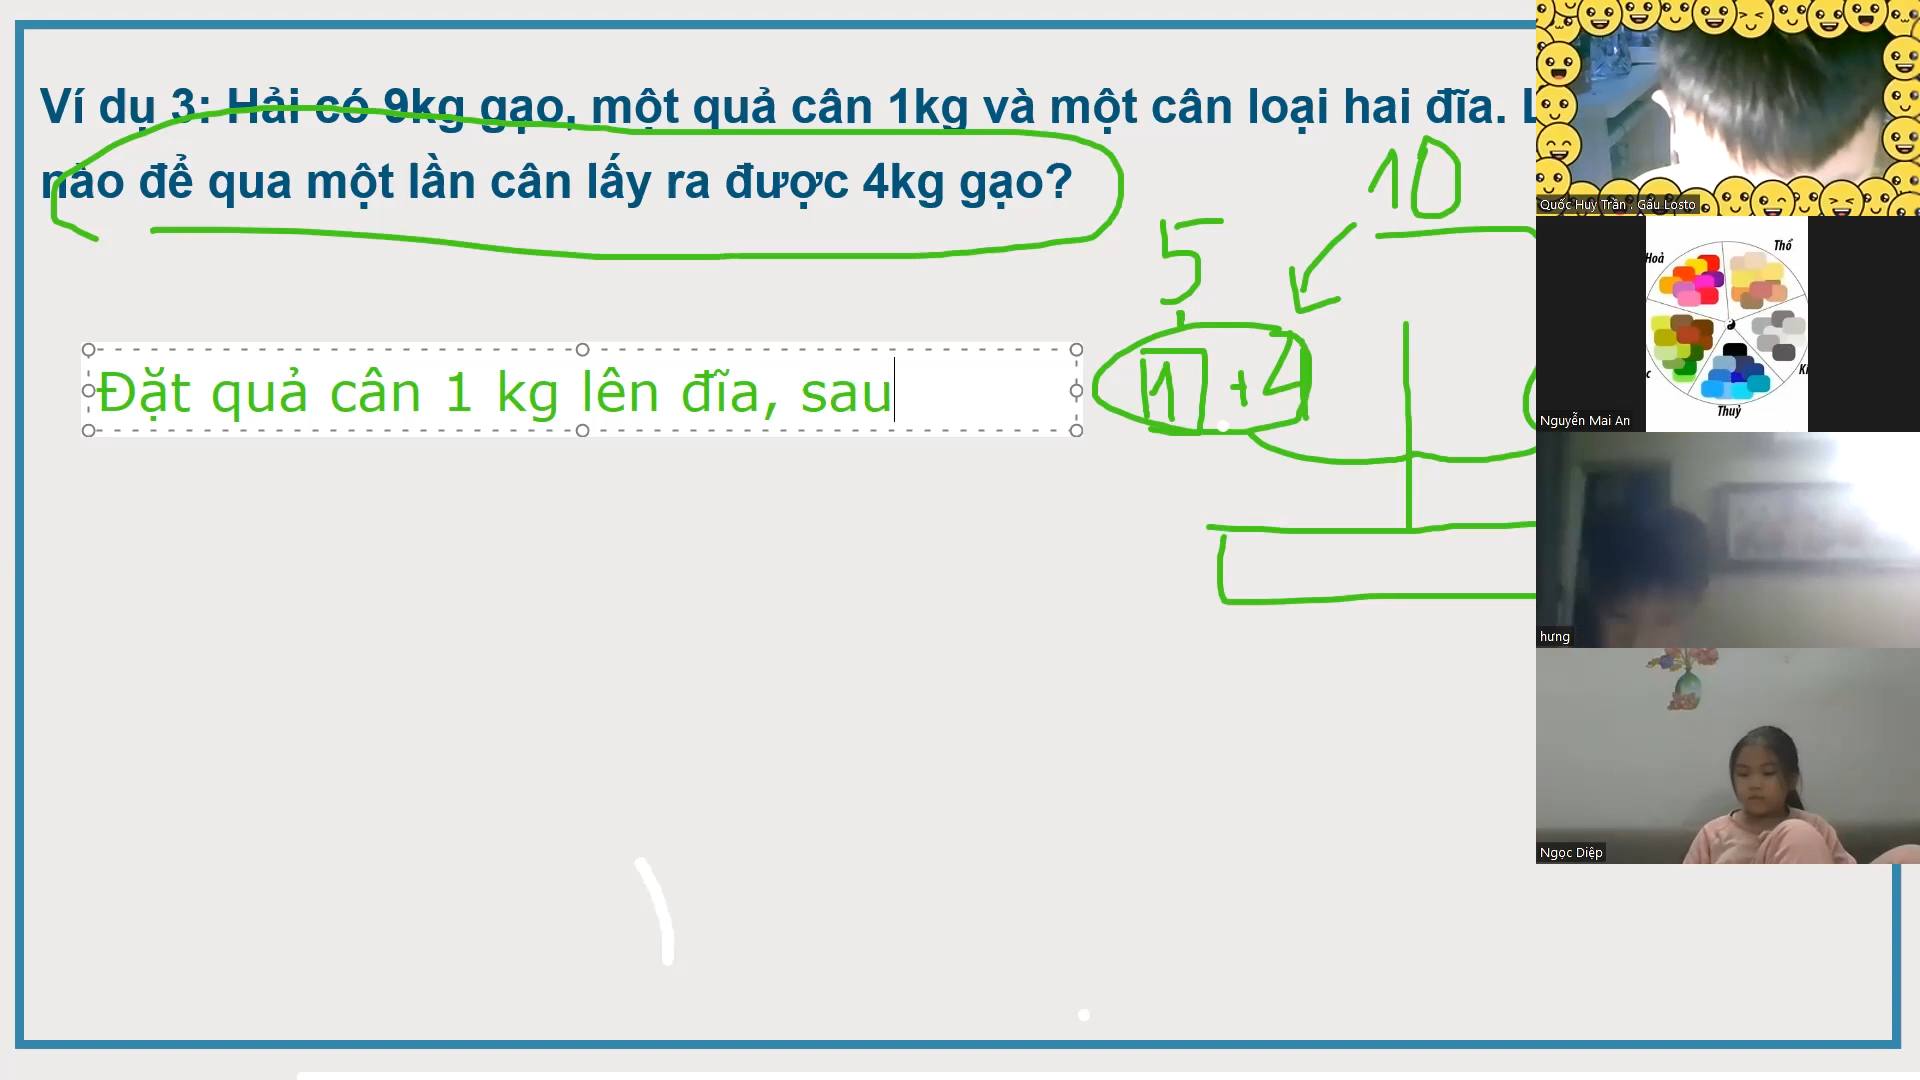 Ví dụ 3: Hải có 9kg gạo, một quả cân 1kg và một cân loại hai đĩa.
nào để qua một lần cân lấy ra được 4kg gạo?
10
5
Đặt quả cân 1 kg lên đĩa, sau
1 + 4
Quốc Huy Trần . Gấu Losto
Hoả
Thổ
Thuỷ
Nguyễn Mai An
hưng
Ngọc Diệp